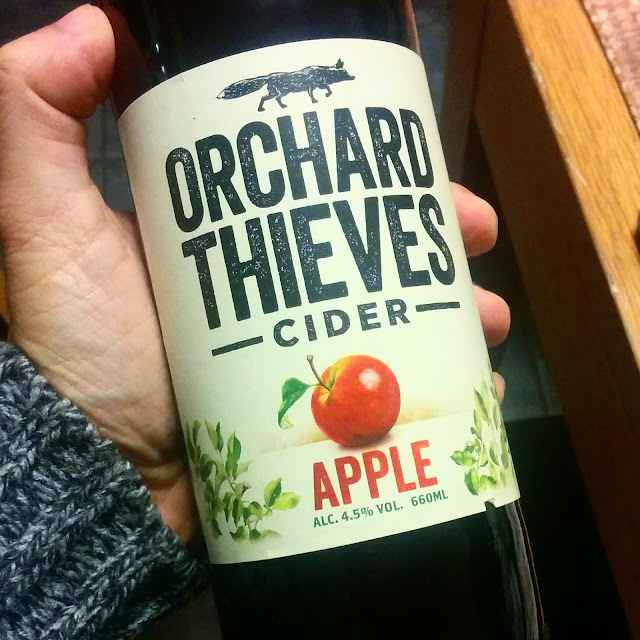 ORCHARD
THIEVES
CIDER
APPLE
ALC. 4.5% VOL. 660ML